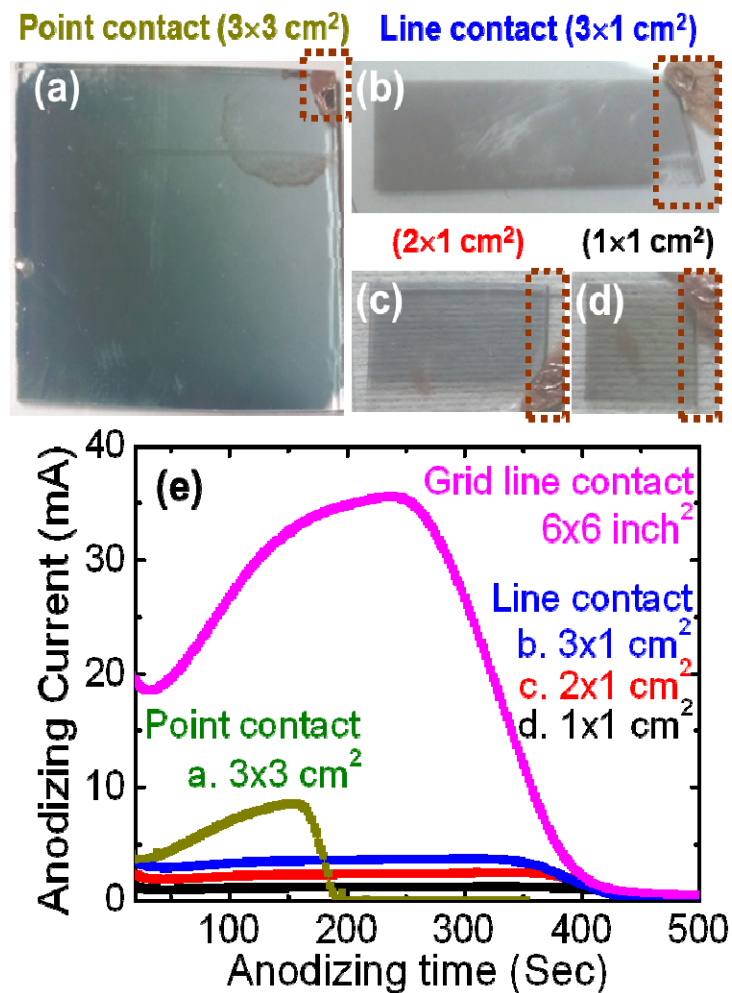 Point contact (3×3 cm²)
Line contact (3×1 cm²)
(a)
(b)
(2×1 cm²)
(1×1 cm²)
(c)
(d)
(e)
Grid line contact
6x6 inch²
Line contact
b. 3x1 cm²
c. 2x1 cm²
d. 1x1 cm²
Point contact
a. 3x3 cm²
Anodizing Current (mA)
40
30
20
10
0
100
200
300
400
500
Anodizing time (Sec)